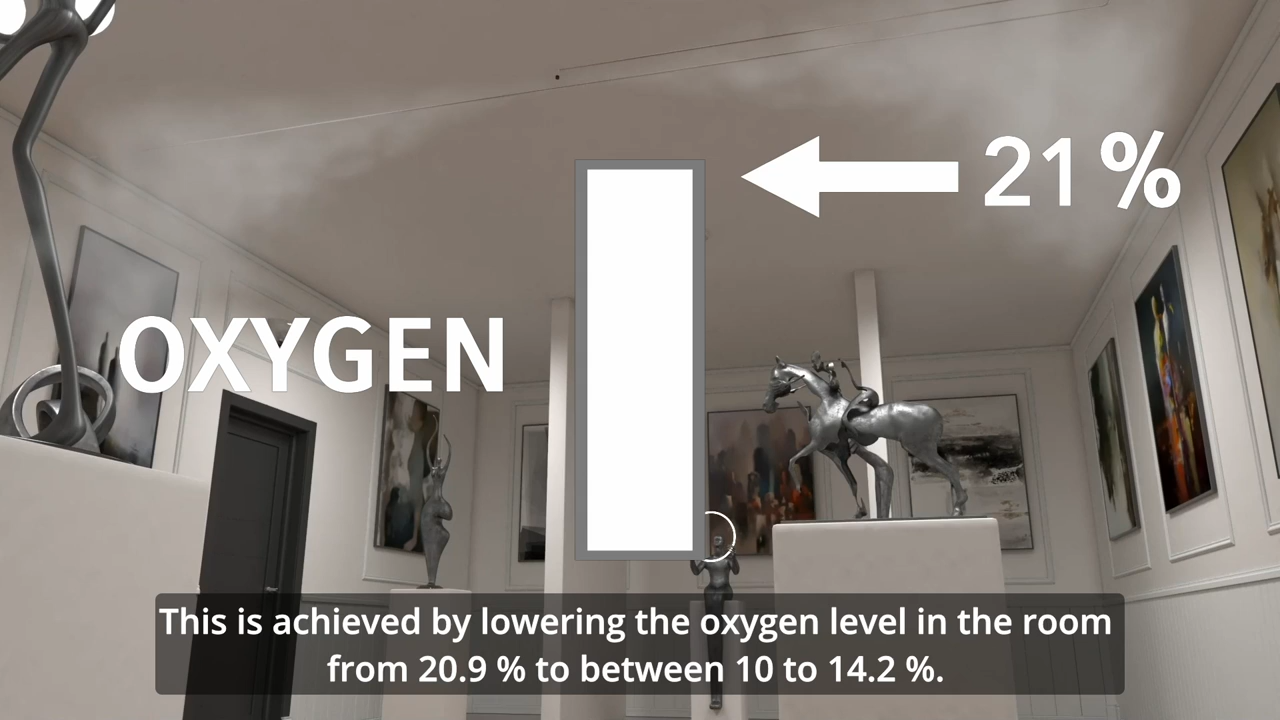 21 %
OXYGEN
This is achieved by lowering the oxygen level in the room
from 20.9 % to between 10 to 14.2 %.